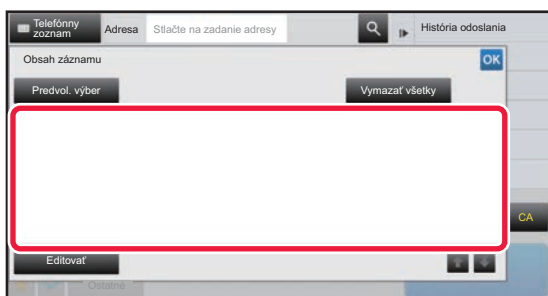 Telefónny
zoznam
Adresa
Stlačte na zadanie adresy
História odoslania
Obsah záznamu
OK
Predvol. výber
Vymazať všetky
CA
Editovať
Ostatné